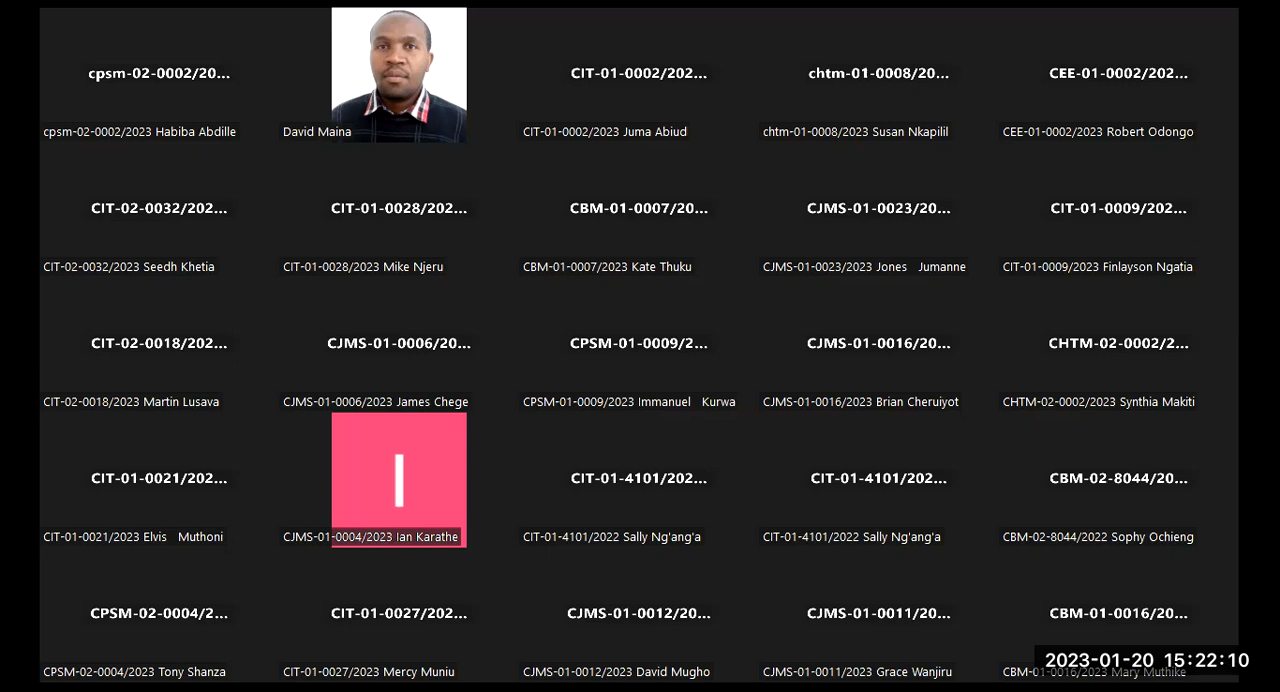 cpsm-02-0002/20...
CIT-01-0002/202...
chtm-01-0008/20...
CEE-01-0002/202...
cpsm-02-0002/2023 Habiba Abdille
David Maina
CIT-01-0002/2023 Juma Abiud
chtm-01-0008/2023 Susan Nkapilil
CEE-01-0002/2023 Robert Odongo
CIT-02-0032/202...
CIT-01-0028/202...
CBM-01-0007/20...
CJMS-01-0023/20...
CIT-01-0009/202...
CIT-02-0032/2023 Seedh Khetia
CIT-01-0028/2023 Mike Njeru
CBM-01-0007/2023 Kate Thuku
CJMS-01-0023/2023 Jones Jumanne
CIT-01-0009/2023 Finlayson Ngatia
CIT-02-0018/202...
CJMS-01-0006/20...
CPSM-01-0009/2...
CJMS-01-0016/20...
CHTM-02-0002/2...
CIT-02-0018/2023 Martin Lusava
CJMS-01-0006/2023 James Chege
CPSM-01-0009/2023 Immanuel Kurwa
CJMS-01-0016/2023 Brian Cheruiyot
CHTM-02-0002/2023 Synthia Makiti
CIT-01-0021/202...
I
CIT-01-4101/202...
CIT-01-4101/202...
CBM-02-8044/20...
CIT-01-0021/2023 Elvis Muthoni
CJMS-01-0004/2023 Ian Karathe
CIT-01-4101/2022 Sally Ng'ang'a
CIT-01-4101/2022 Sally Ng'ang'a
CBM-02-8044/2022 Sophy Ochieng
CPSM-02-0004/2...
CIT-01-0027/202...
CJMS-01-0012/20...
CJMS-01-0011/20...
CBM-01-0016/20...
CPSM-02-0004/2023 Tony Shanza
CIT-01-0027/2023 Mercy Muniu
CJMS-01-0012/2023 David Mugho
CJMS-01-0011/2023 Grace Wanjiru
CBM-01-0016/2023 Mary Muthike
2023-01-20 15:22:10